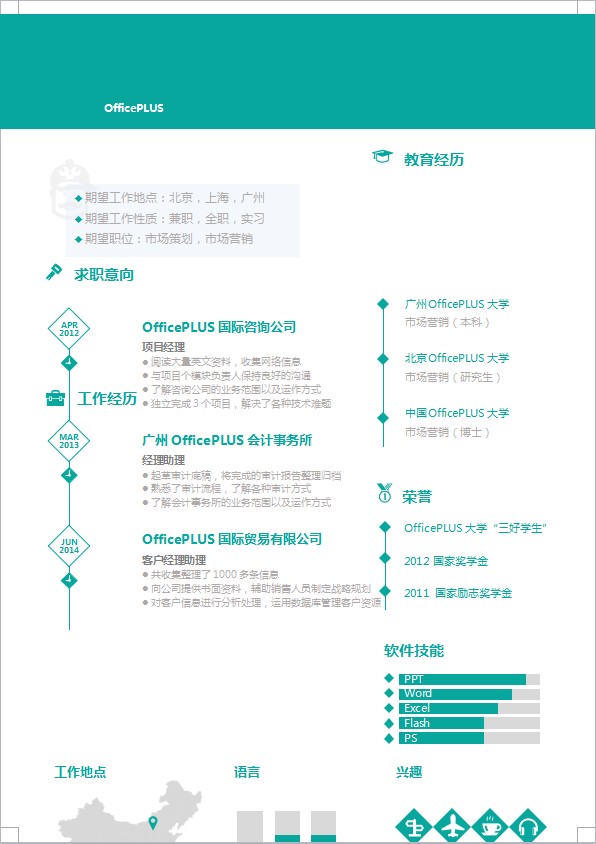 OfficePLUS
期望工作地点：北京，上海，广州
期望工作性质：兼职，全职，实习
期望职位：市场策划，市场营销
求职意向
APR
2012
OfficePLUS 国际咨询公司
项目经理
阅读大量英文资料，收集网络信息
与项目个模块负责人保持良好的沟通
了解咨询公司的业务范围以及运作方式
独立完成 3 个项目，解决了各种技术难题
工作经历
MAR
2013
广州 OfficePLUS 会计事务所
经理助理
起草审计底稿，将完成的审计报告整理归档
熟悉了审计流程，了解各种审计方式
了解会计事务所的业务范围以及运作方式
JUN
2014
OfficePLUS 国际贸易有限公司
客户经理助理
共收集整理了 1000 多条信息
向公司提供书面资料，辅助销售人员制定战略规划
对客户信息进行分析处理，运用数据库管理客户资源
教育经历
广州 OfficePLUS 大学
市场营销（本科）
北京 OfficePLUS 大学
市场营销（研究生）
中国 OfficePLUS 大学
市场营销（博士）
荣誉
OfficePLUS 大学“三好学生”
2012 国家奖学金
2011 国家励志奖学金
软件技能
PPT
Word
Excel
Flash
PS
工作地点
语言
兴趣